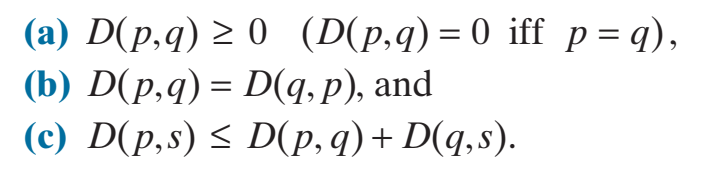 (a) D(p,q) ≥ 0 (D(p,q) = 0 iff p = q),
(b) D(p,q) = D(q,p), and
(c) D(p,s) ≤ D(p,q) + D(q,s).